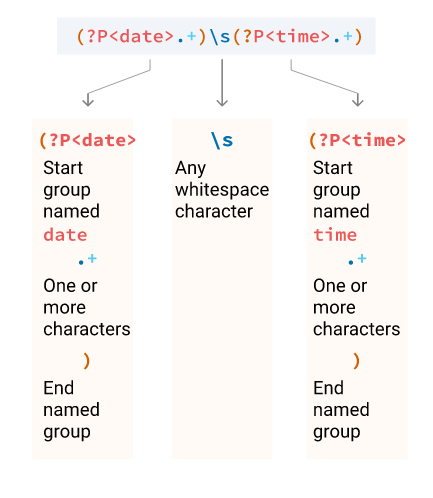 (?P<date>.+)\s(?P<time>.+)
(?P<date>
Start
group
named
date
.+
One or
more
characters
)
End
named
group
\s
Any
whitespace
character
(?P<time>
Start
group
named
time
.+
One or
more
characters
)
End
named
group